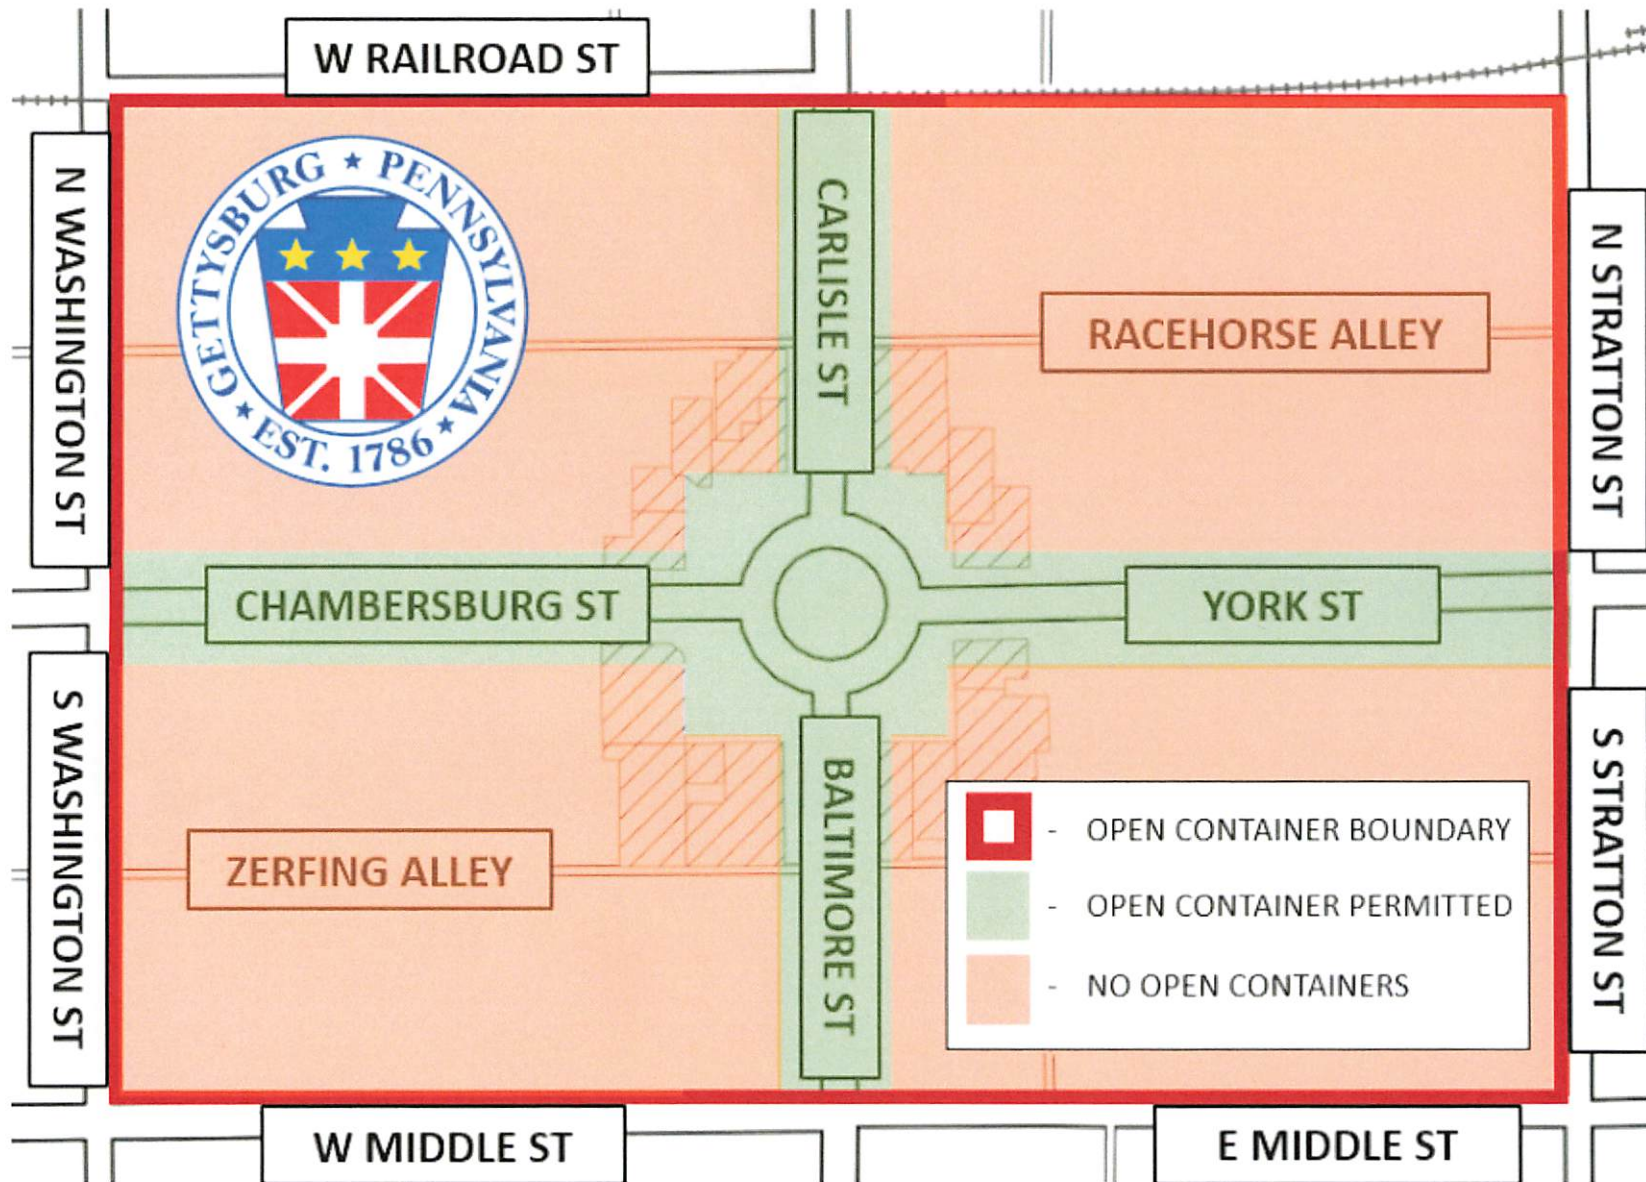 W RAILROAD ST
N WASHINGTON ST
GETTYSBURG ★ PENNSYLVANIA
★ EST. 1786 ★
CARLISLE ST
N STRATTON ST
RACEHORSE ALLEY
CHAMBERSBURG ST
YORK ST
S WASHINGTON ST
BALTIMORE ST
S STRATTON ST
ZERFING ALLEY
- OPEN CONTAINER BOUNDARY
- OPEN CONTAINER PERMITTED
- NO OPEN CONTAINERS
W MIDDLE ST
E MIDDLE ST